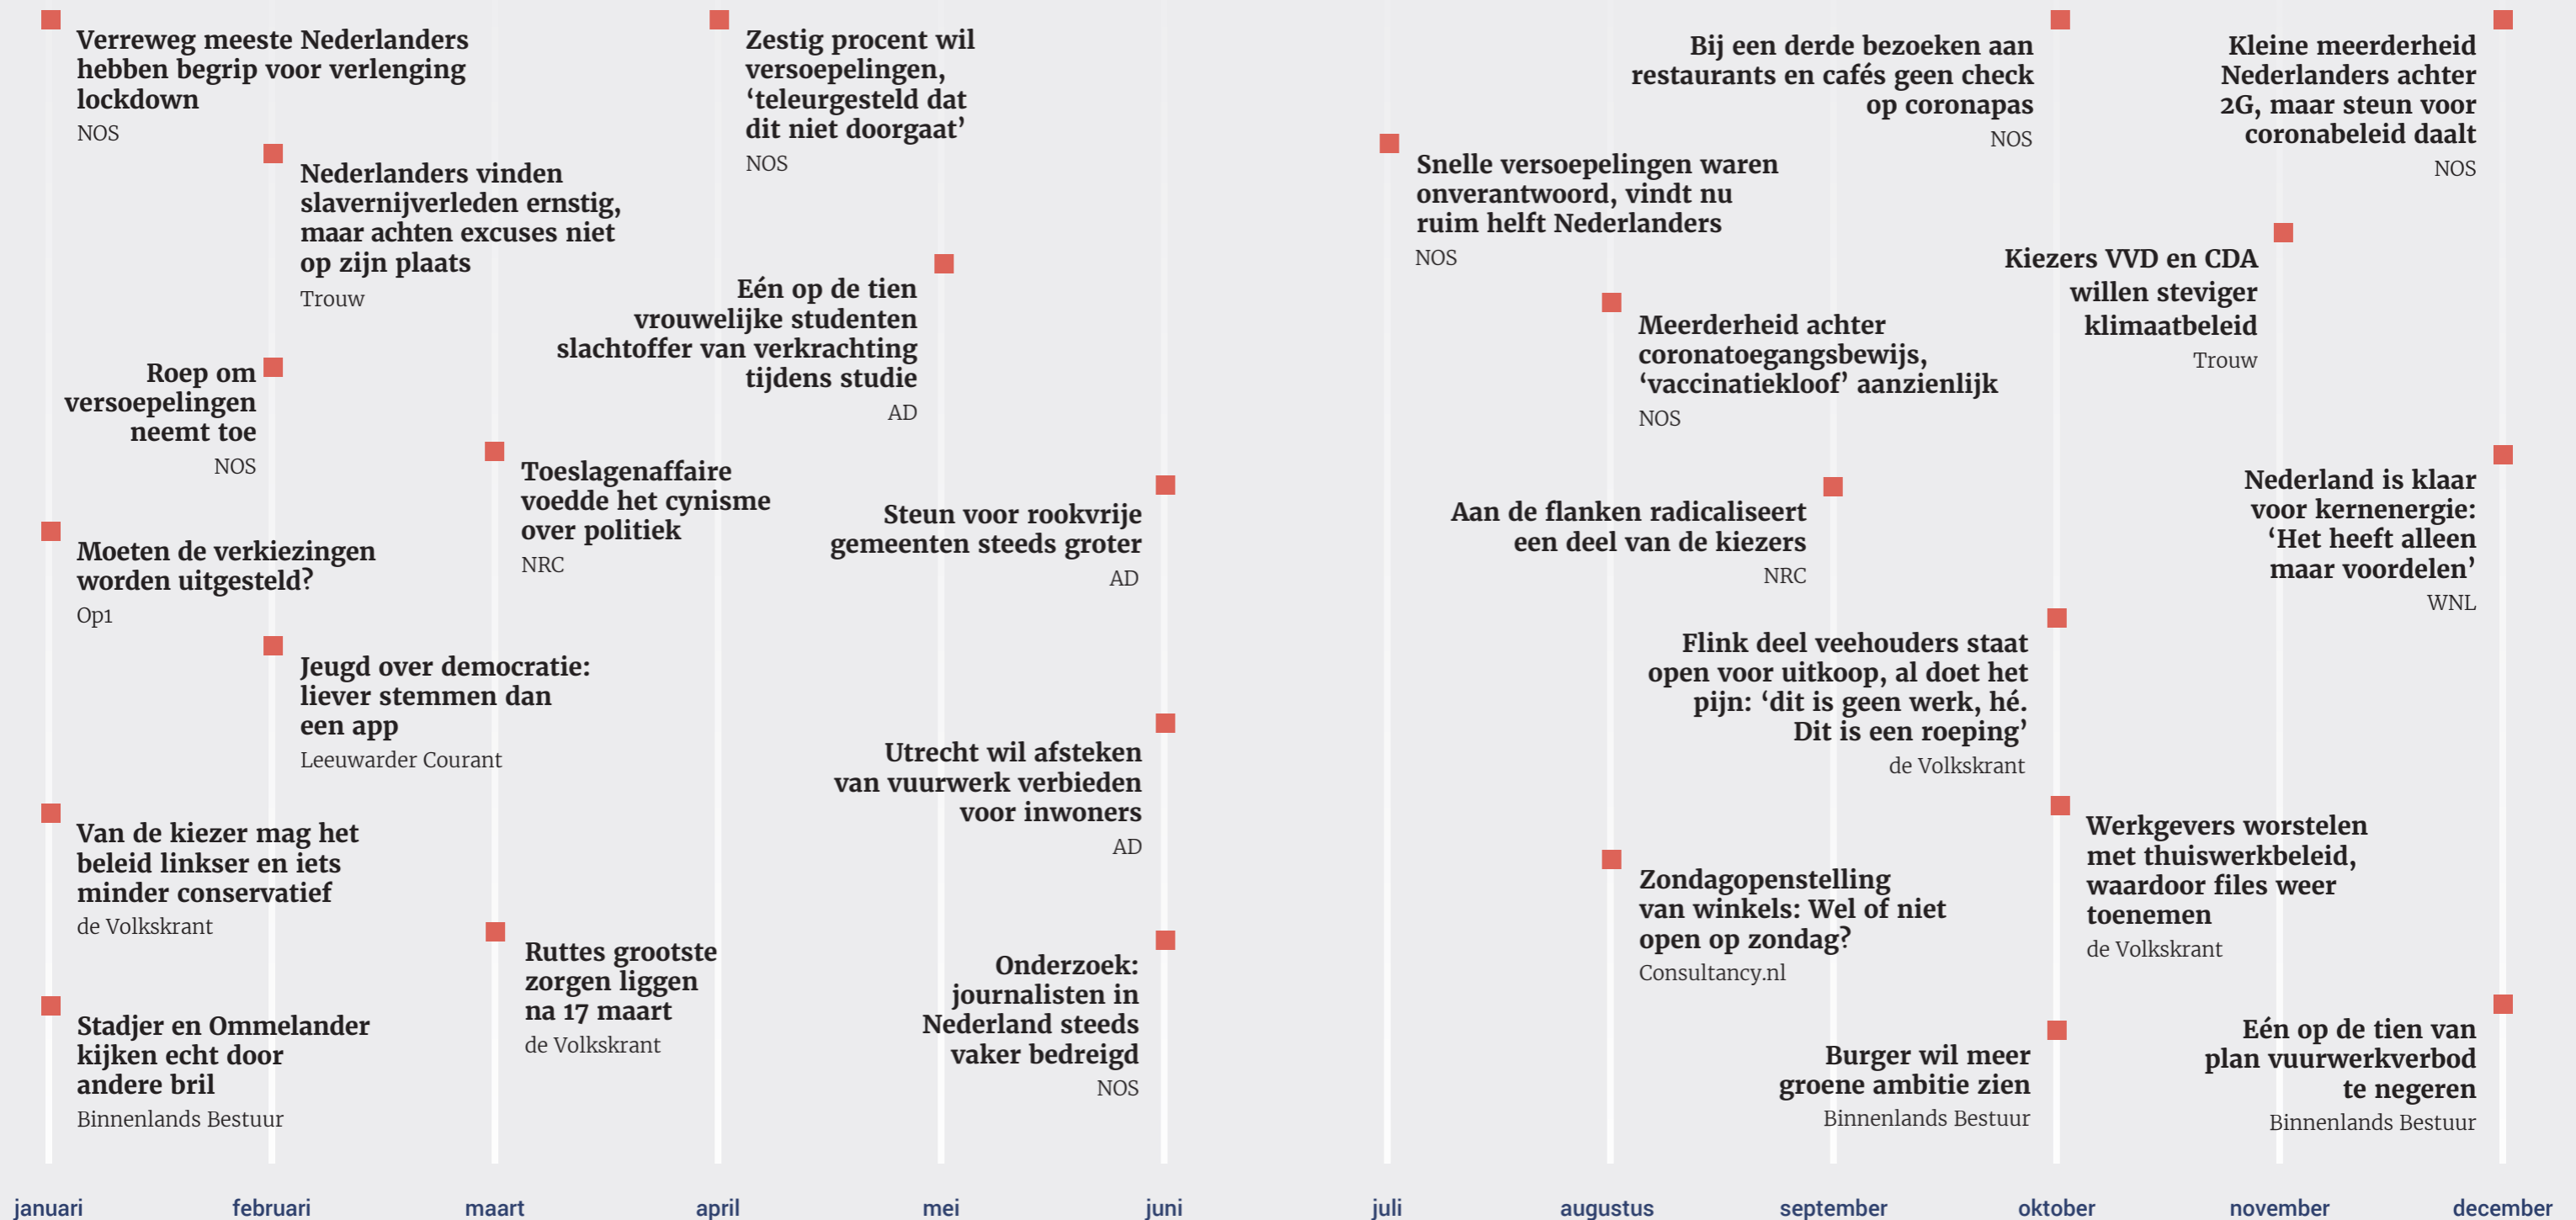 Verreweg meeste Nederlanders
hebben begrip voor verlenging
lockdown
NOS
Nederlanders vinden
slavernijverleden ernstig,
maar achten excuses niet
op zijn plaats
Trouw
Roep om
versoepelingen
neemt toe
NOS
Moeten de verkiezingen
worden uitgesteld?
Op1
Jeugd over democratie:
liever stemmen dan
een app
Leeuwarder Courant
Van de kiezer mag het
beleid linkser en iets
minder conservatief
de Volkskrant
Stadjer en Ommelander
kijken echt door
andere bril
Binnenlands Bestuur
Toeslagenaffaire
voedde het cynisme
over politiek
NRC
Ruttes grootste
zorgen liggen
na 17 maart
de Volkskrant
Zestig procent wil
versoepelingen,
‘teleurgesteld dat
dit niet doorgaat’
NOS
Eén op de tien
vrouwelijke studenten
slachtoffer van verkrachting
tijdens studie
AD
Steun voor rookvrije
gemeenten steeds groter
AD
Utrecht wil afsteken
van vuurwerk verbieden
voor inwoners
AD
Onderzoek:
journalisten in
Nederland steeds
vaker bedreigd
NOS
Snelle versoepelingen waren
onverantwoord, vindt nu
ruim helft Nederlanders
NOS
Meerderheid achter
coronatoegangsbewijs,
‘vaccinatiekloof’ aanzienlijk
NOS
Zondagopenstelling
van winkels: Wel of niet
open op zondag?
Consultancy.nl
Aan de flanken radicaliseert
een deel van de kiezers
NRC
Bij een derde bezoeken aan
restaurants en cafés geen check
op coronapas
NOS
Flink deel veehouders staat
open voor uitkoop, al doet het
pijn: ‘dit is geen werk, hé.
Dit is een roeping’
de Volkskrant
Werkgevers worstelen
met thuiswerkbeleid,
waardoor files weer
toenemen
de Volkskrant
Burger wil meer
groene ambitie zien
Binnenlands Bestuur
Kiezers VVD en CDA
willen steviger
klimaatbeleid
Trouw
Kleine meerderheid
Nederlanders achter
2G, maar steun voor
coronabeleid daalt
NOS
Nederland is klaar
voor kernenergie:
‘Het heeft alleen
maar voordelen’
WNL
Eén op de tien van
plan vuurwerkverbod
te negeren
Binnenlands Bestuur
januari februari maart april mei juni juli augustus september oktober november december